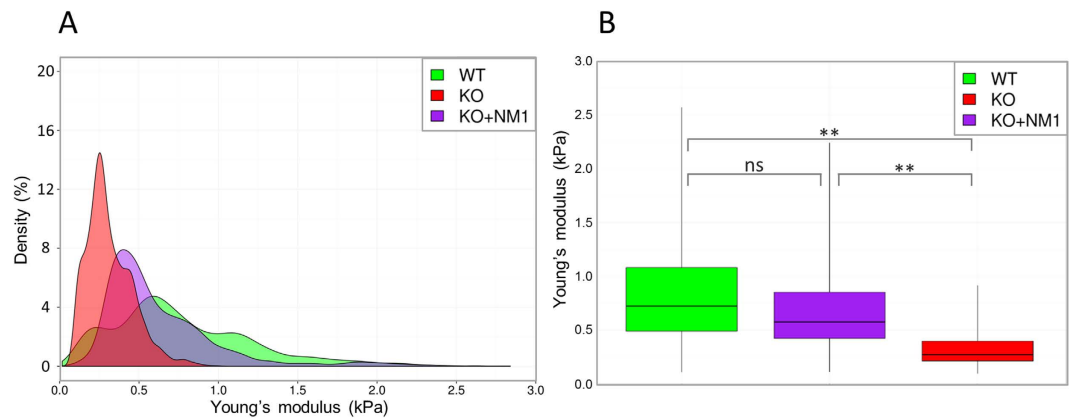 A
20
16
12
8
4
0
Density (%)
0.0 0.5 1.0 1.5 2.0 2.5 3.0
Young's modulus (kPa)
WT
KO
KO+NM1
B
3.0
2.5
2.0
1.5
1.0
0.5
0.0
Young's modulus (kPa)
WT
KO
KO+NM1
**
ns
**